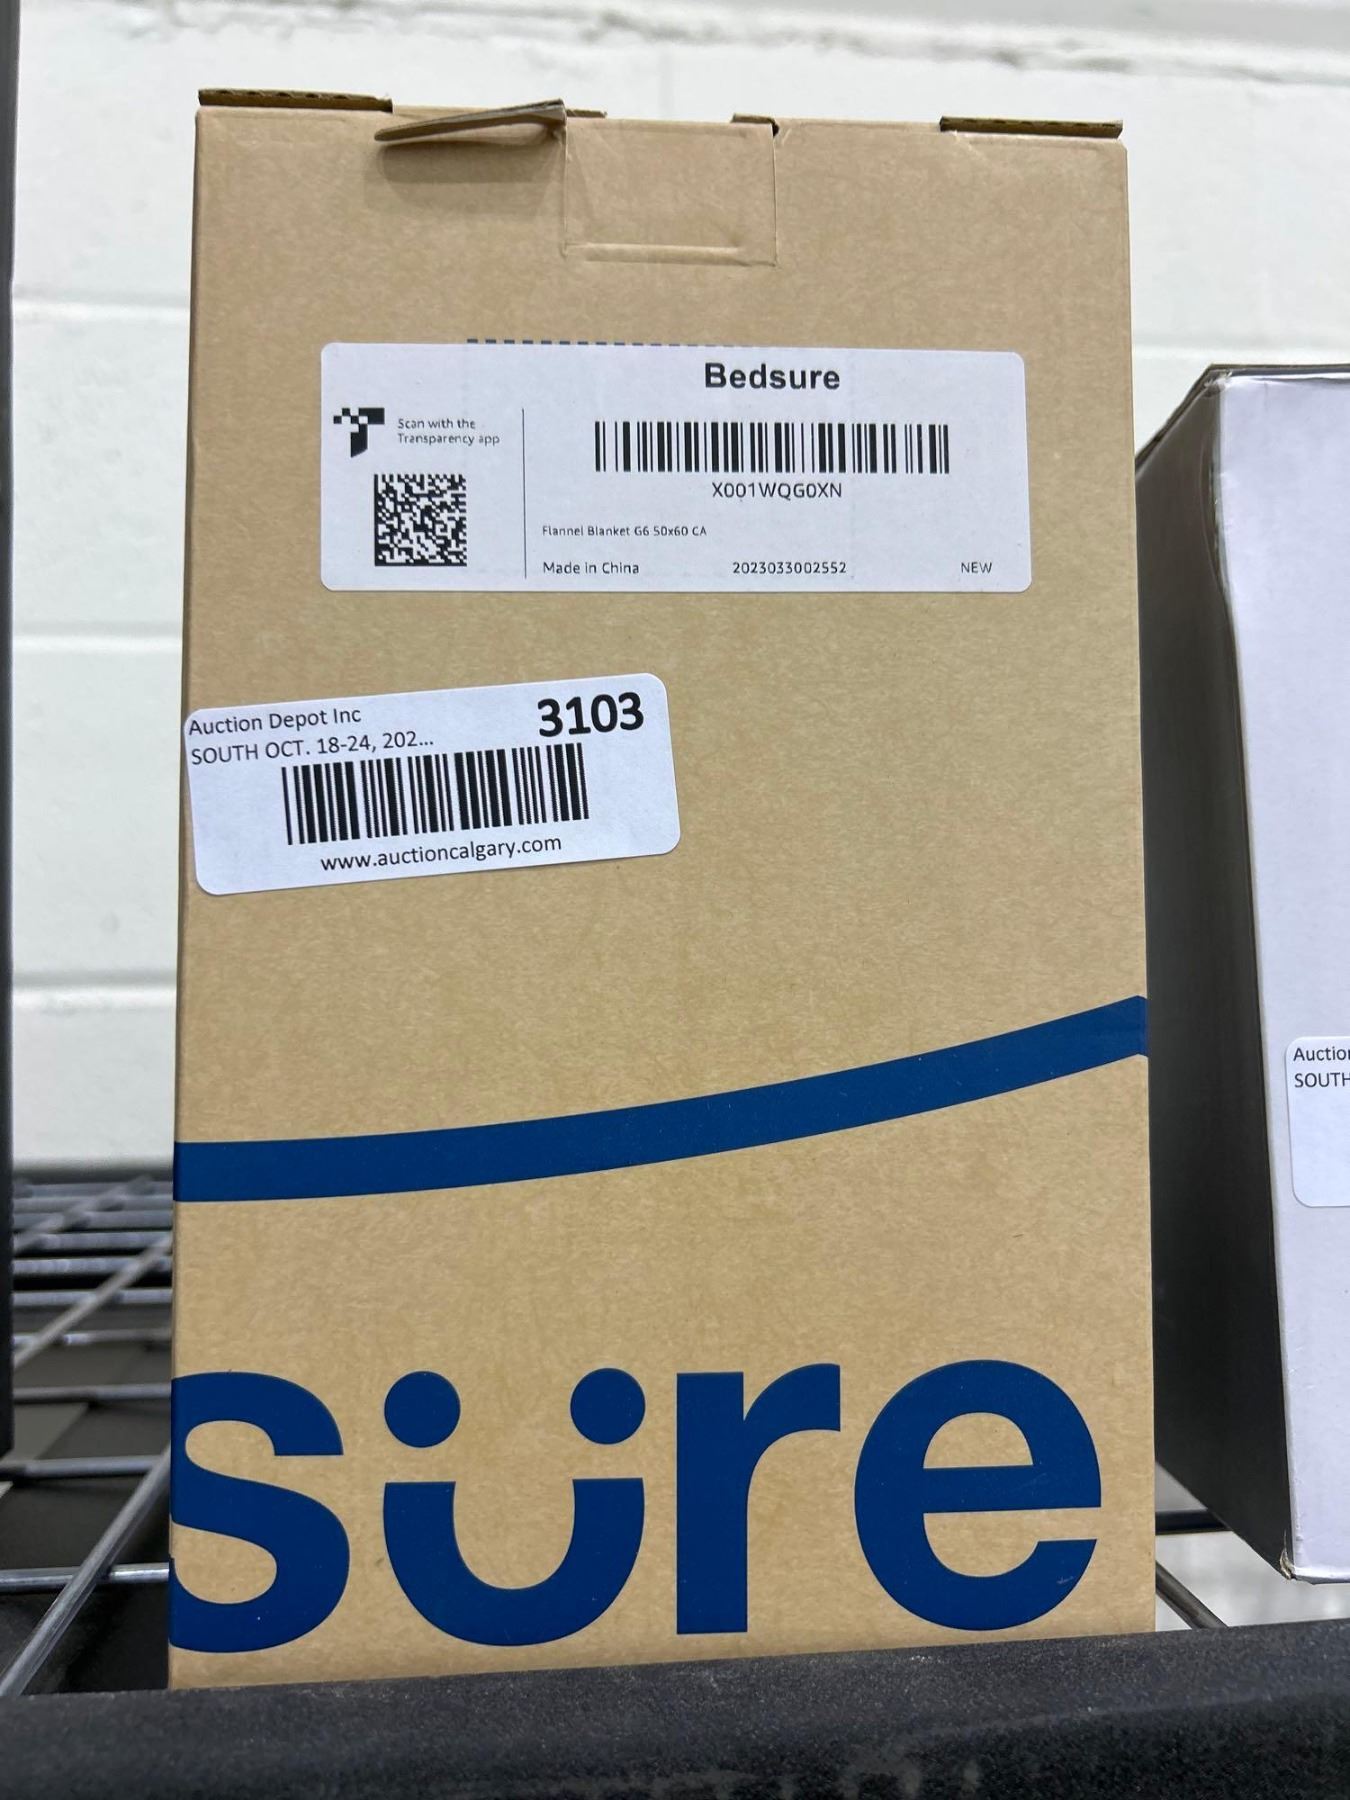 Bedsure
Scan with the
Transparency app
X001WQG0XN
Flannel Blanket G6 50x60 CA
Made in China 2023033002552 NEW
Auction Depot Inc 3103
SOUTH OCT. 18-24, 202...
www.auctioncalgary.com
süre
Auctio
SOUTH